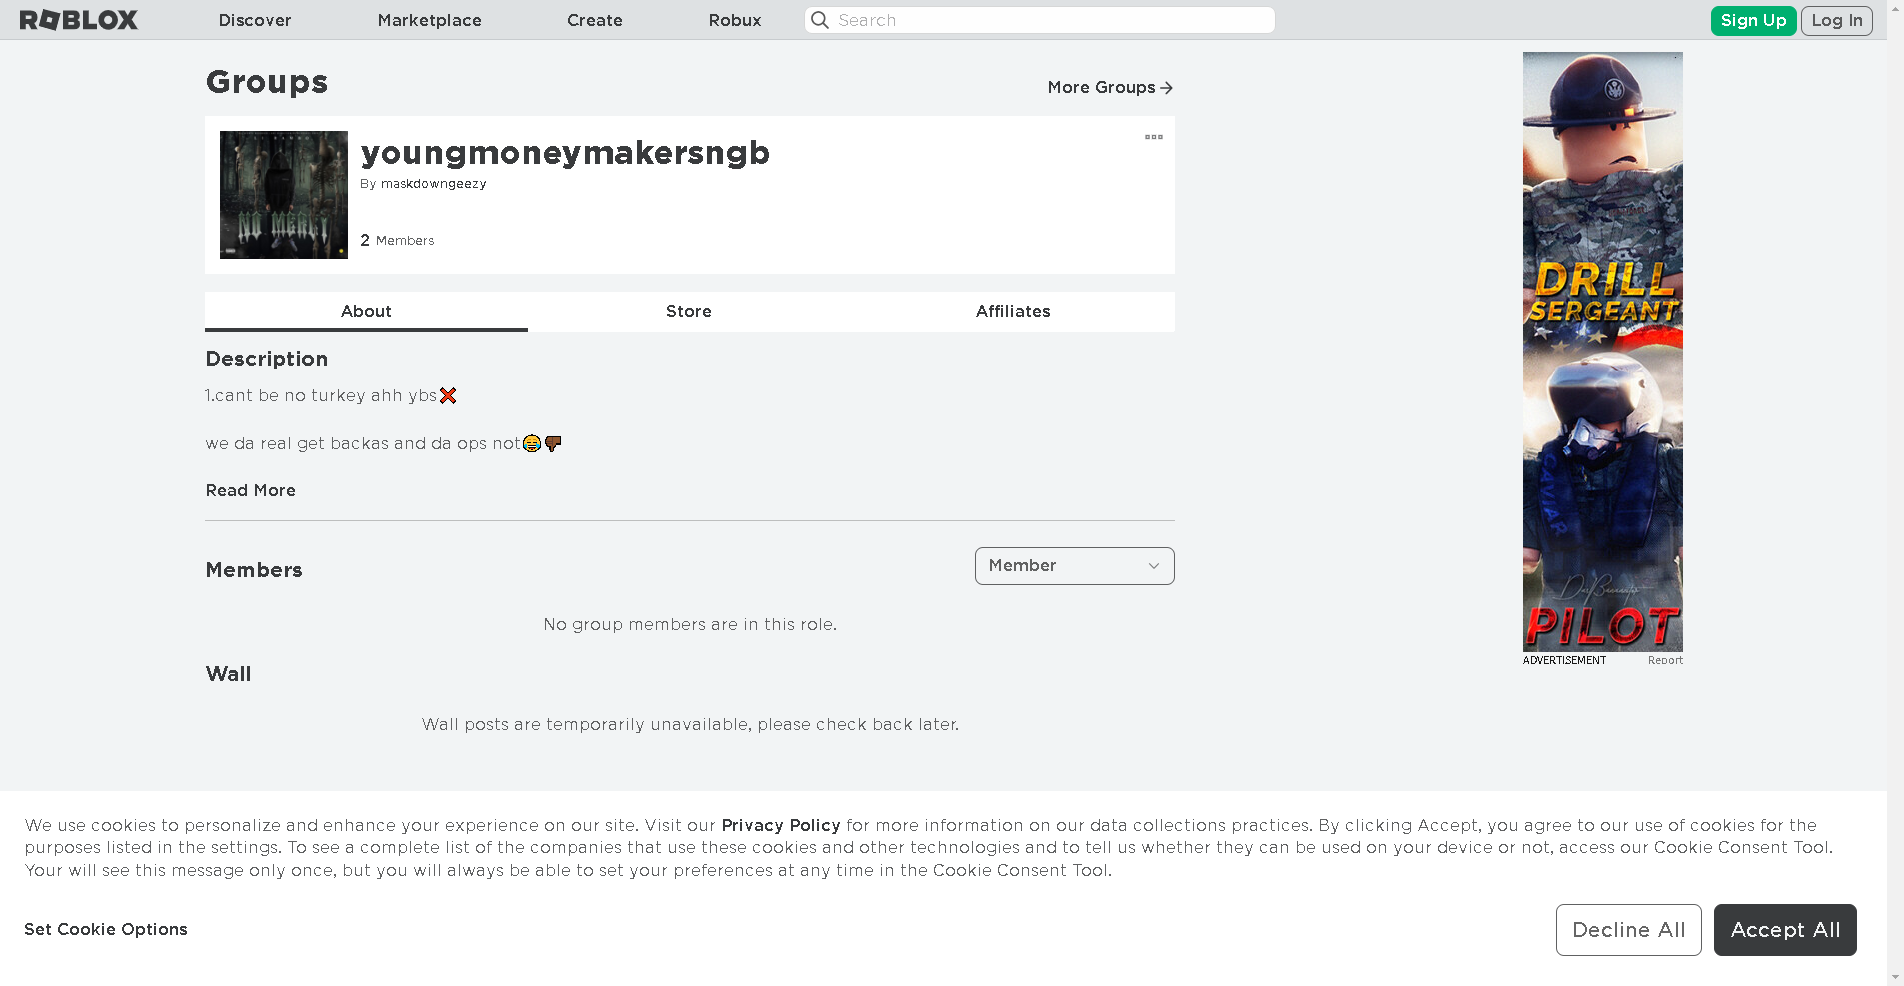 ROBLOX
Discover
Marketplace
Create
Robux
Search
Sign Up
Log In
Groups
More Groups
NO MERCY
youngmoneymakersngb
By maskdowngeezy
2 Members
About
Store
Affiliates
Description
1.cant be no turkey ahh ybs❌
we da real get backas and da ops not😂👎🏿
Read More
Members
Member
No group members are in this role.
Wall
Wall posts are temporarily unavailable, please check back later.
DRILL
SERGEANT
PILOT
ADVERTISEMENT
Report
We use cookies to personalize and enhance your experience on our site. Visit our Privacy Policy for more information on our data collections practices. By clicking Accept, you agree to our use of cookies for the
purposes listed in the settings. To see a complete list of the companies that use these cookies and other technologies and to tell us whether they can be used on your device or not, access our Cookie Consent Tool.
Your will see this message only once, but you will always be able to set your preferences at any time in the Cookie Consent Tool.
Set Cookie Options
Decline All
Accept All